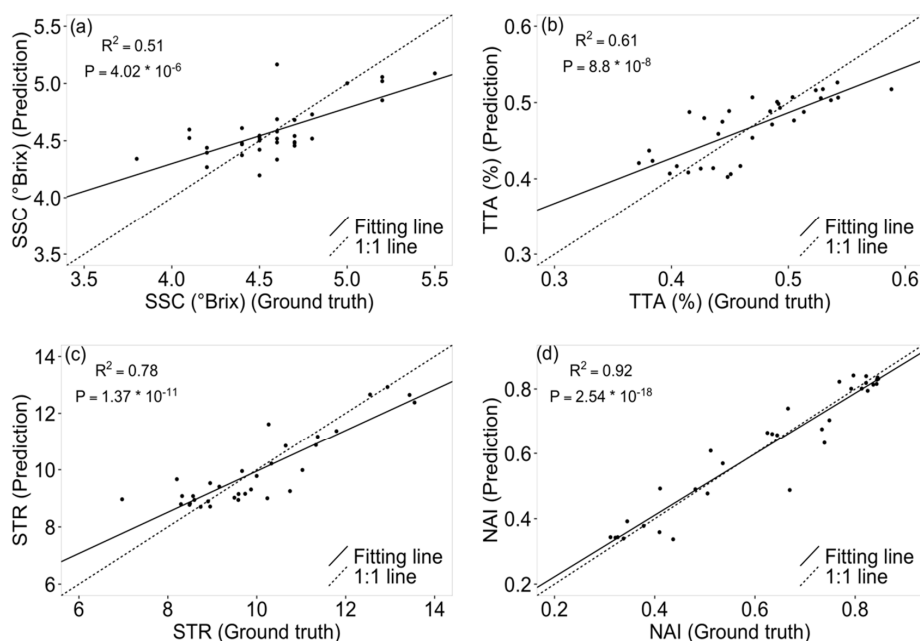 (a)
R² = 0.51
P = 4.02 * 10⁻⁶
5.5
5.0
4.5
4.0
3.5
SSC (°Brix) (Prediction)
Fitting line
1:1 line
3.5 4.0 4.5 5.0 5.5
SSC (°Brix) (Ground truth)
(b)
R² = 0.61
P = 8.8 * 10⁻⁸
0.6
0.5
0.4
0.3
TTA (%) (Prediction)
Fitting line
1:1 line
0.3 0.4 0.5 0.6
TTA (%) (Ground truth)
(c)
R² = 0.78
P = 1.37 * 10⁻¹¹
14
12
10
8
6
STR (Prediction)
Fitting line
1:1 line
6 8 10 12 14
STR (Ground truth)
(d)
R² = 0.92
P = 2.54 * 10⁻¹⁸
0.8
0.6
0.4
0.2
NAI (Prediction)
Fitting line
1:1 line
0.2 0.4 0.6 0.8
NAI (Ground truth)